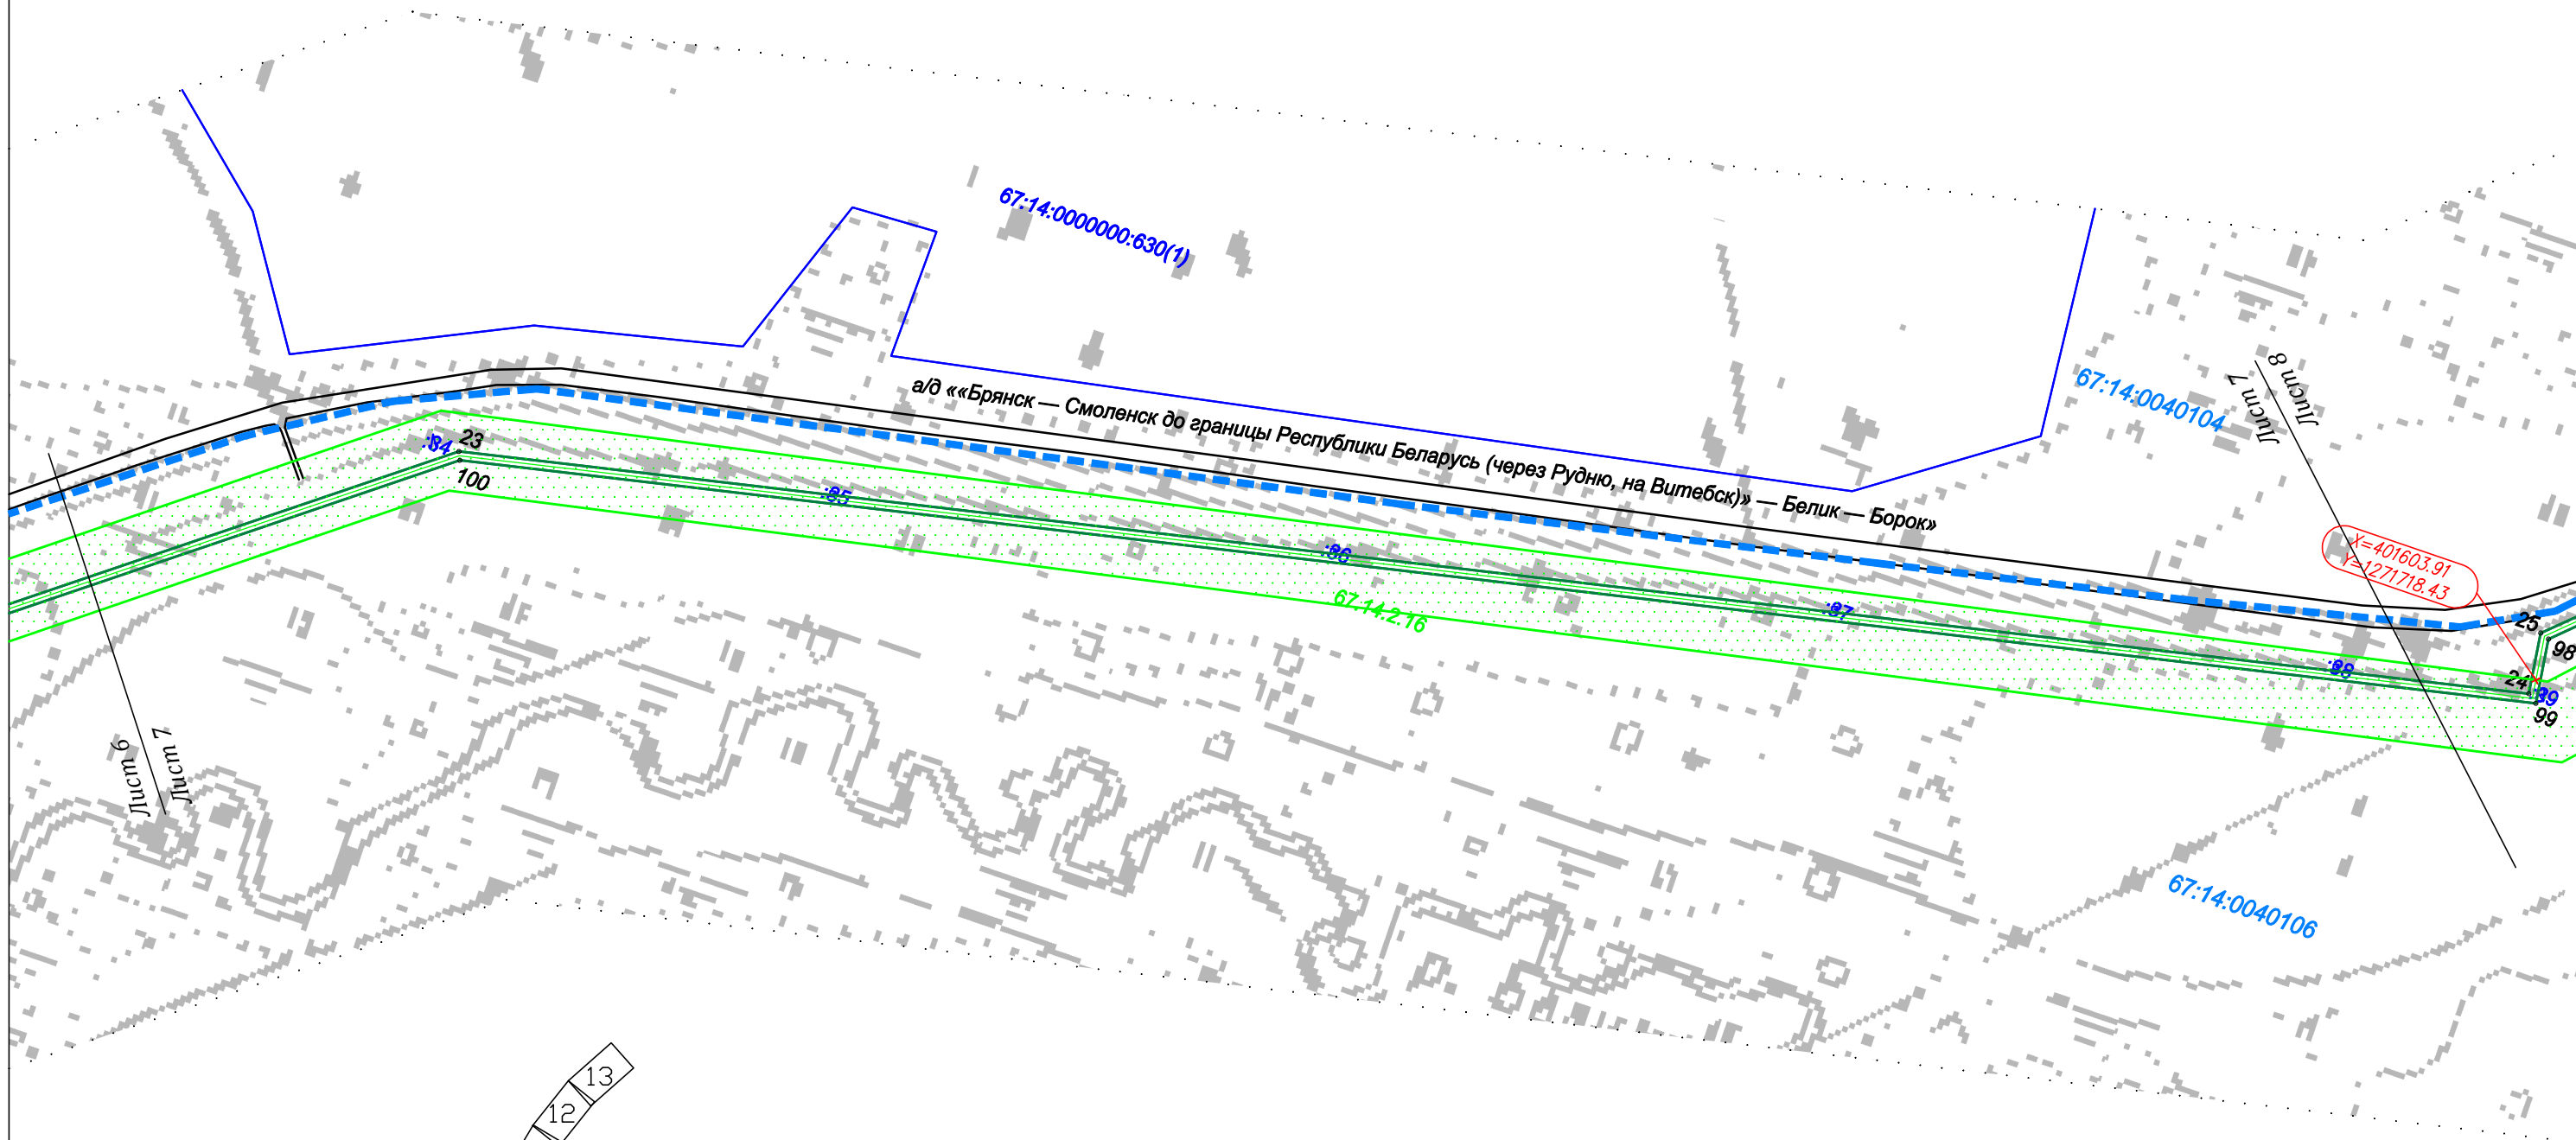 67:14:0000000:630(1)
а/д ««Брянск — Смоленск до границы Республики Беларусь (через Рудню, на Витебск)» — Белик — Борок»
67:14:0040104
Лист 8
Лист 7
:84
23
100
:85
:86
67.14.2.16
:87
X=401603.91
Y=1271718.43
25
98
:88
24
99
Лист 6
Лист 7
67:14:0040106
13
12